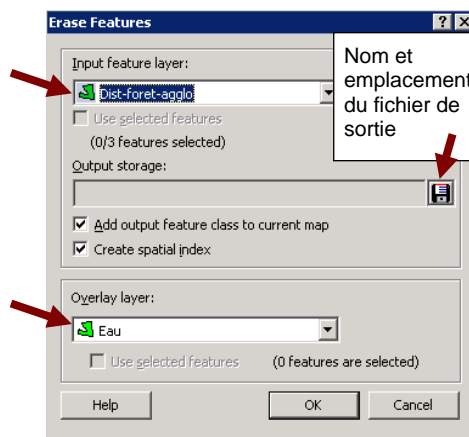 Erase Features
Input feature layer:
Dist-foret-agglo
Use selected features
(0/3 features selected)
Output storage:
Add output feature class to current map
Create spatial index
Nom et
emplacement
du fichier de
sortie
Overlay layer:
Eau
Use selected features (0 features are selected)
Help OK Cancel